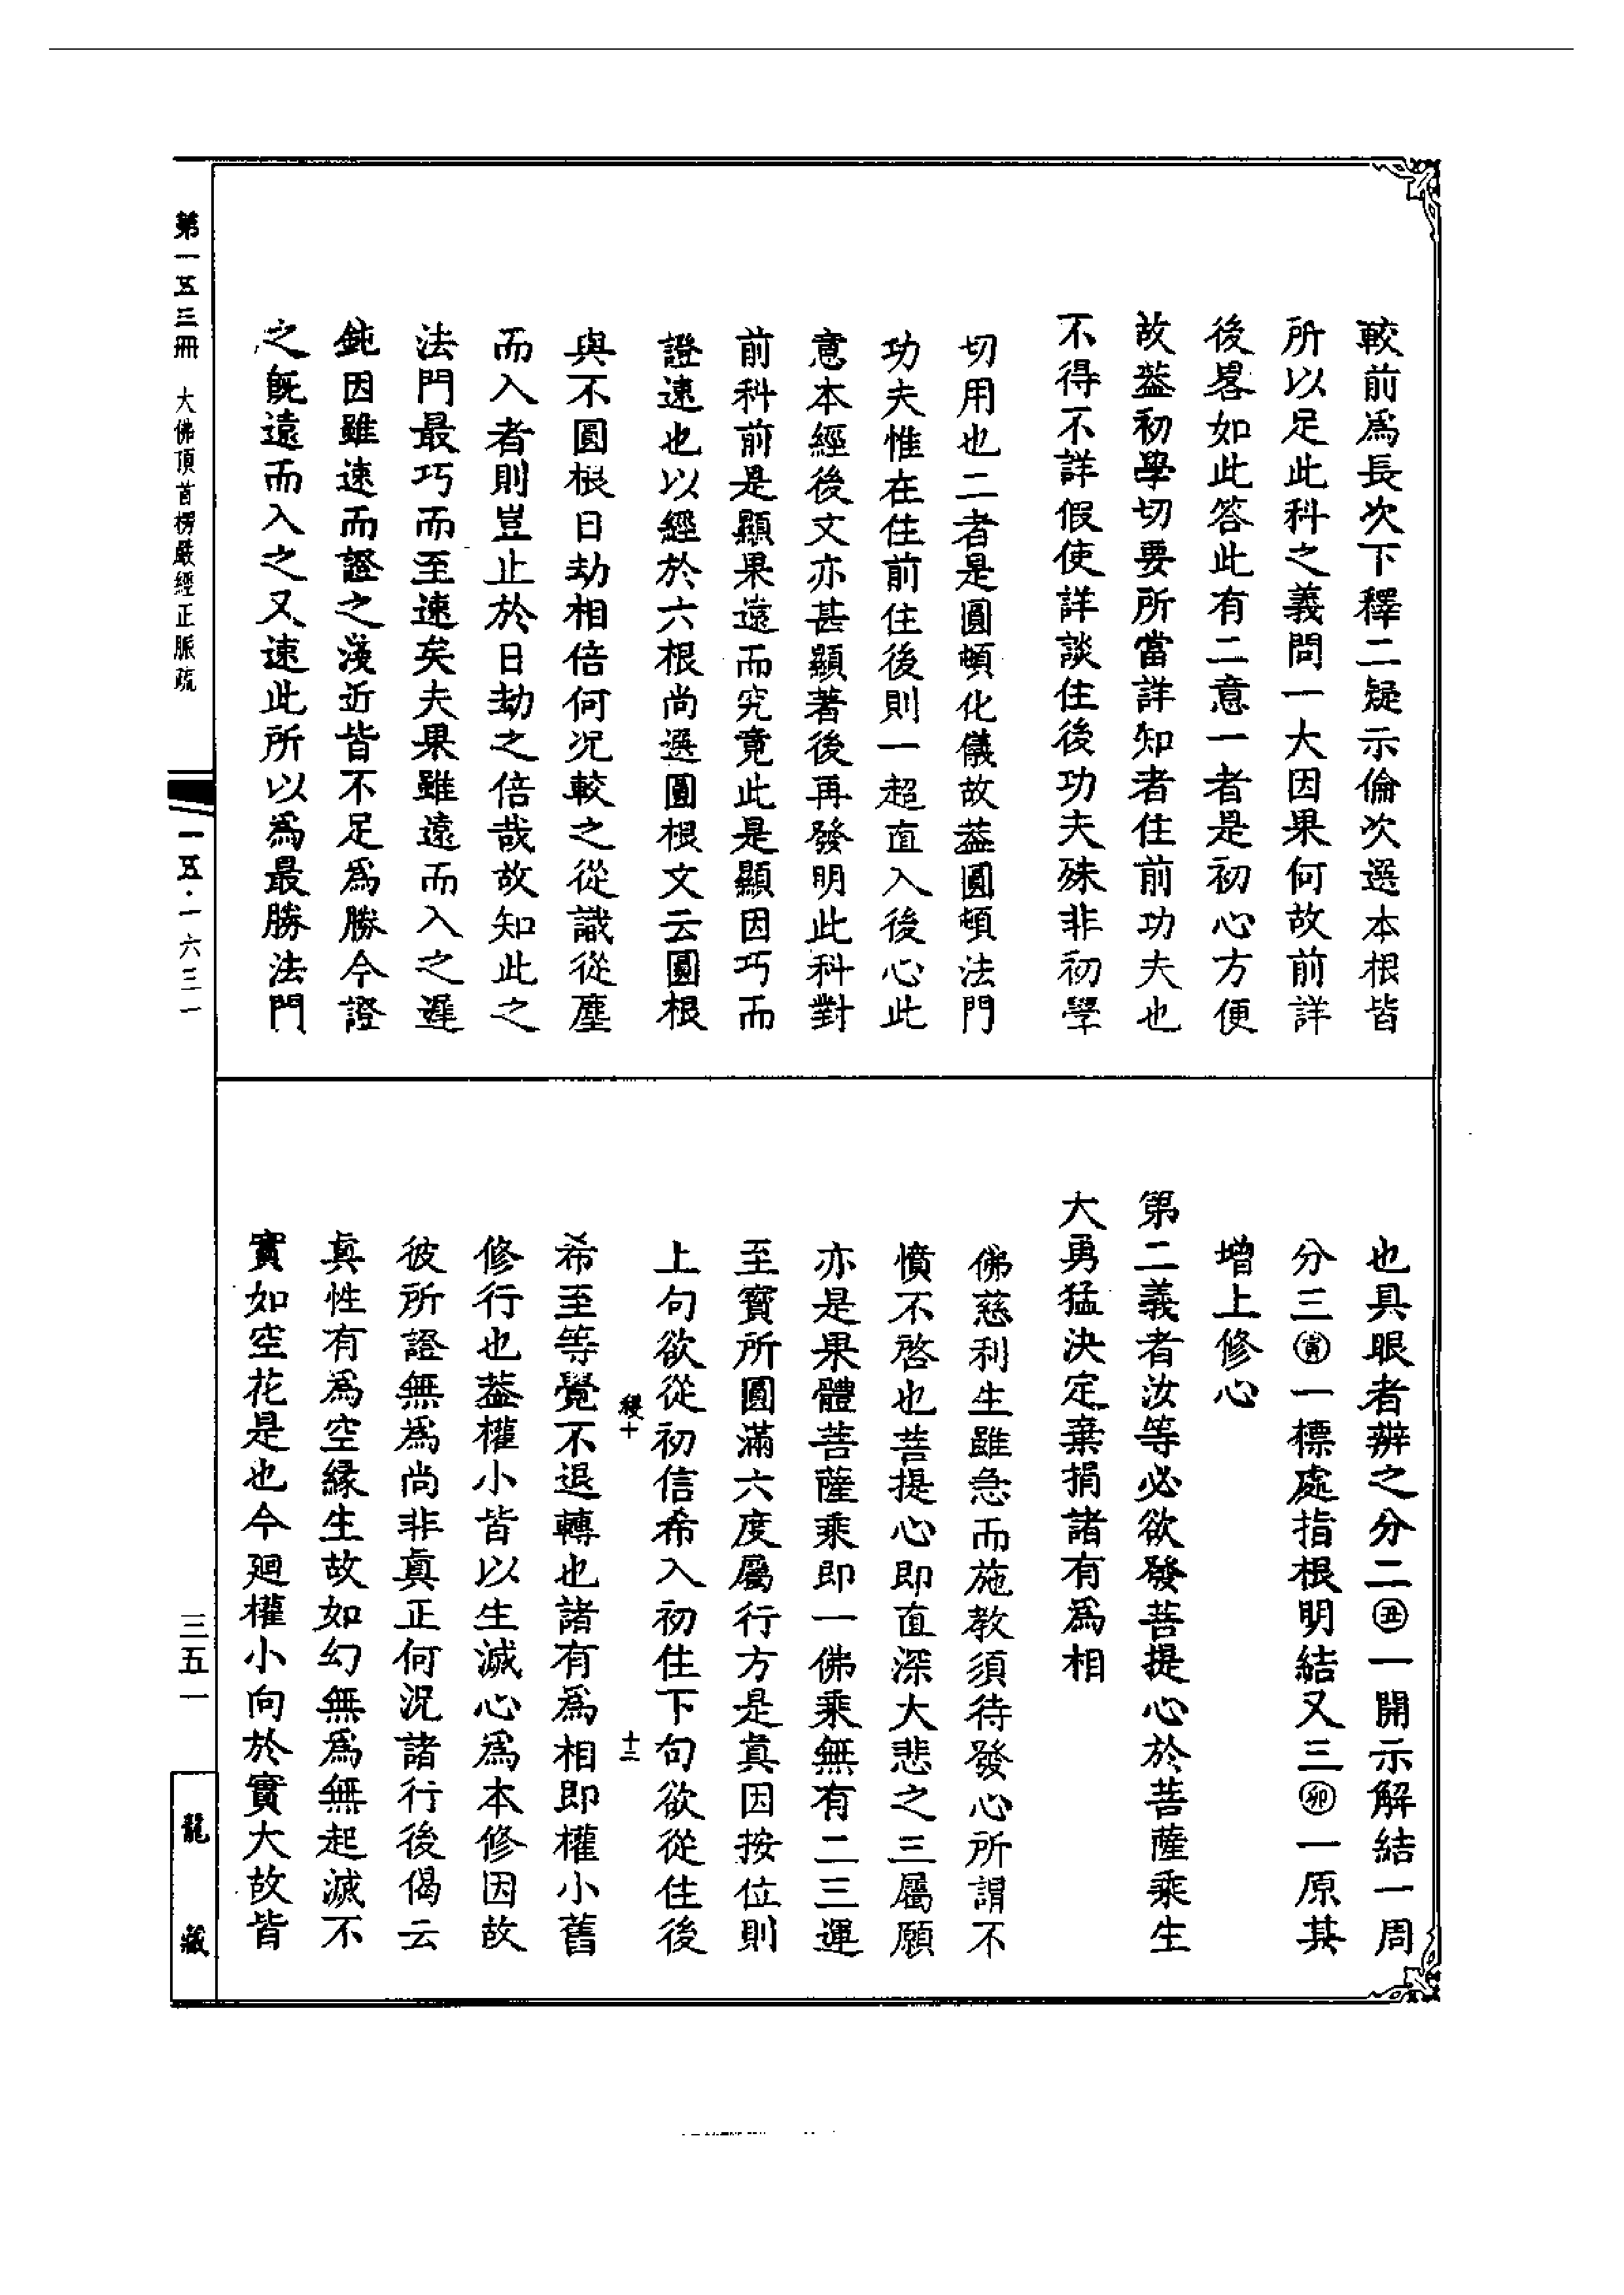 較前爲長次下釋二疑示倫次選本根皆
所以足此科之義問一大因果何故前詳
後畧如此答此有二意一者是初心方便
故葢初學切要所當詳知者住前功夫也
不得不詳假使詳談住後功夫殊非初學
切用也二者是圓頓化儀故葢圓頓法門
功夫惟在住前住後則一超直入後心此
意本經後文亦甚顯著後再發明此科對
前科前是顯果遠而究竟此是顯因巧而
證速也以經於六根尚選圓根文云圓根
與不圓根日劫相倍何况較之從識從塵
而入者則豈止於日劫之倍哉故知此之
法門最巧而至速矣夫果雖遠而入之遲
鈍因雖速而證之淺近皆不足爲勝今證
之旣遠而入之又速此所以爲最勝法門
也具眼者辨之分二㊄丑一開示解結一周
分三寅一標處指根明結又三卯一原其
增上修心
第二義者汝等必欲發菩提心於菩薩乘生
大勇猛決定棄捐諸有爲相
佛慈利生雖急而施教須待發心所謂不
憤不啓也菩提心即直深大悲之三屬願
亦是果體菩薩乘即一佛乘無有二三運
至寳所圓滿六度屬行方是眞因按位則
上句欲從初信希入初住下句欲從住後
稷十
十二
希至等覺不退轉也諸有爲相即權小舊
修行也葢權小皆以生滅心爲本修因故
彼所證無爲尚非眞正何況諸行後偈云
眞性有爲空緣生故如幻無爲無起滅不
實如空花是也今廻權小向於實大故皆
第一五三冊 大佛頂首楞嚴經正脈疏
一五·一六三一
三五一
龍藏